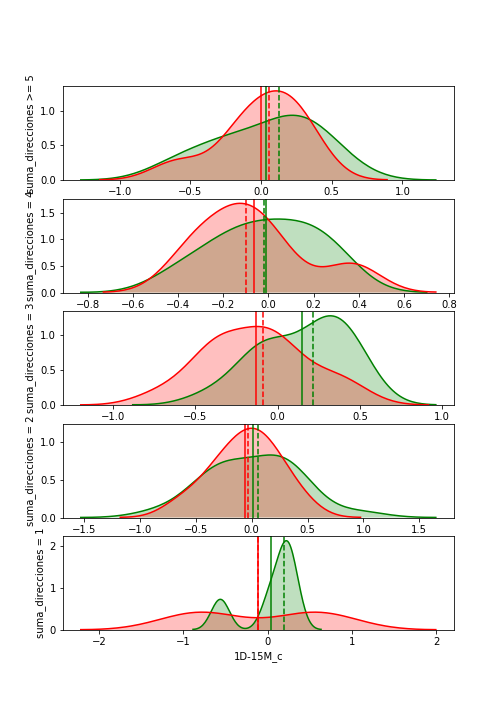 suma_direcciones >= 5
0.0 0.5 1.0
−1.0 −0.5 0.0 0.5 1.0
suma_direcciones = 4
0.0 0.5 1.0 1.5
−0.8 −0.6 −0.4 −0.2 0.0 0.2 0.4 0.6 0.8
suma_direcciones = 3
0.0 0.5 1.0
−1.0 −0.5 0.0 0.5 1.0
suma_direcciones = 2
0.0 0.5 1.0
−1.5 −1.0 −0.5 0.0 0.5 1.0 1.5
suma_direcciones = 1
0 1 2
−2 −1 0 1 2
1D-15M_c